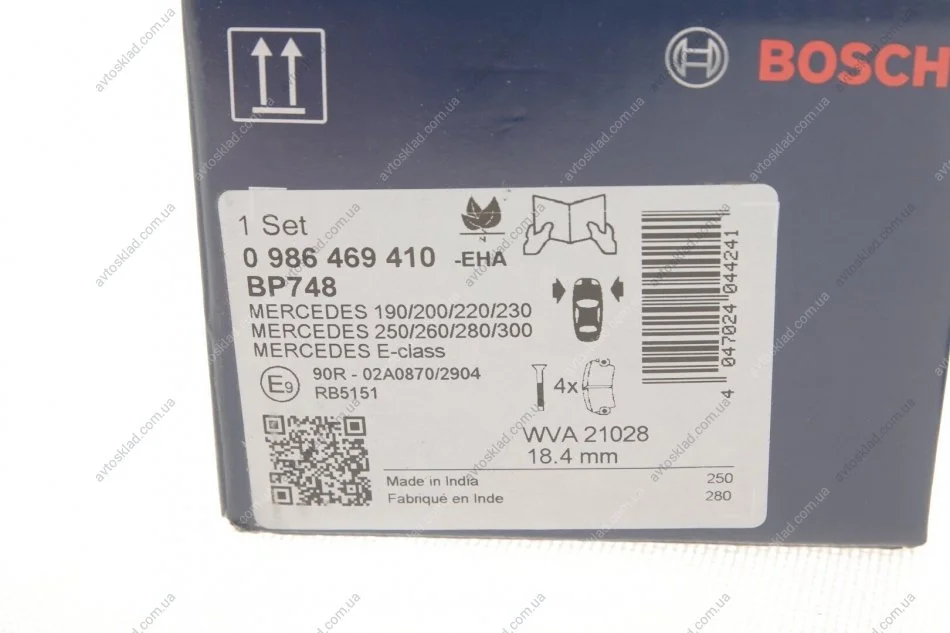 BOSCH
1 Set
0 986 469 410 -EHA
BP748
MERCEDES 190/200/220/230
MERCEDES 250/260/280/300
MERCEDES E-class
E9
90R - 02A0870/2904
RB5151
4x
WVA 21028
18.4 mm
Made in India
Fabriqué en Inde
250
280
4 047024 044241
avtosklad.com.ua